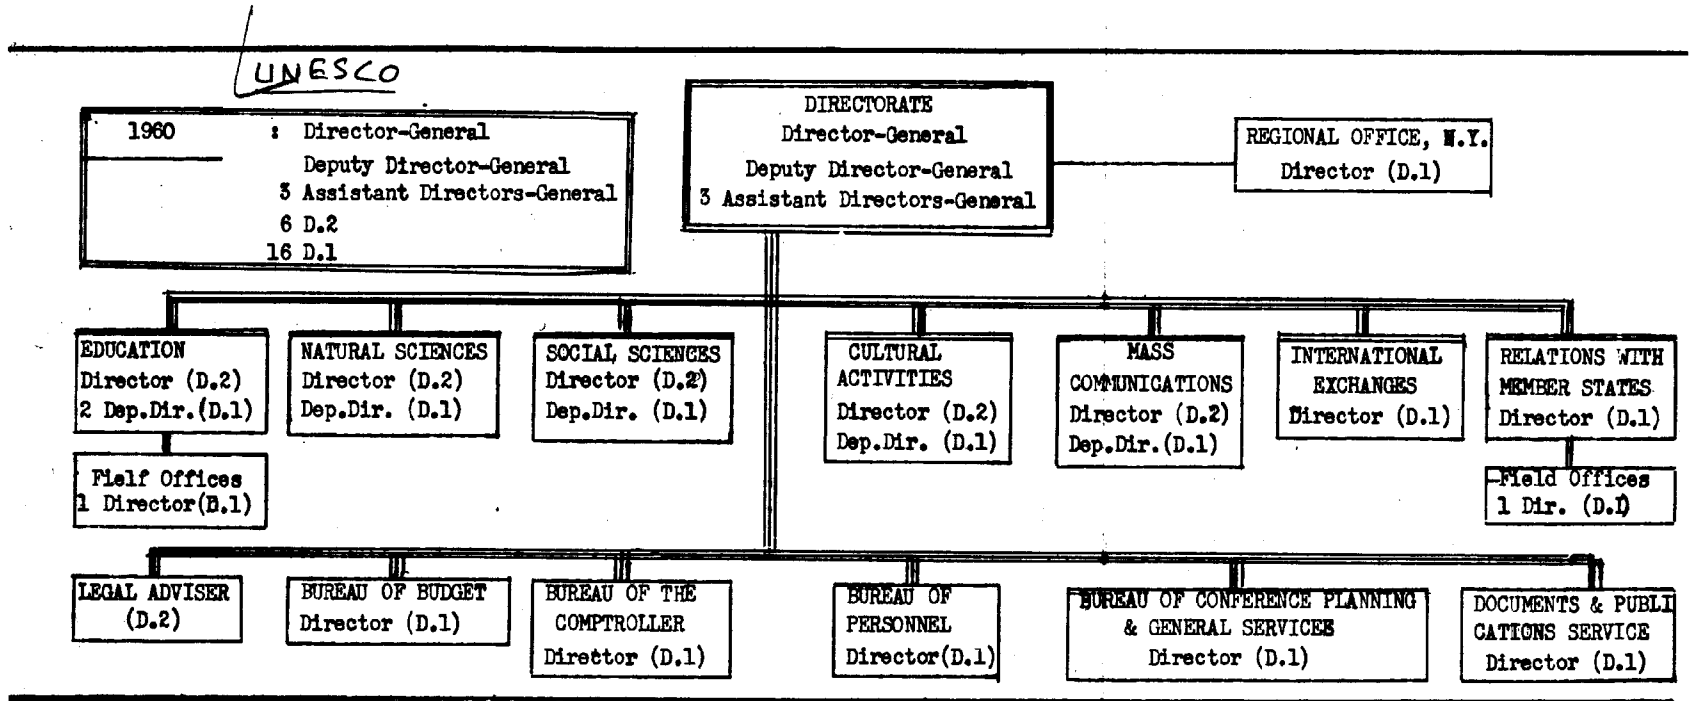 UNESCO
1960 : Director-General
Deputy Director-General
3 Assistant Directors-General
6 D.2
16 D.1
DIRECTORATE
Director-General
Deputy Director-General
3 Assistant Directors-General
REGIONAL OFFICE, N.Y.
Director (D.1)
EDUCATION
Director (D.2)
2 Dep.Dir.(D.1)
NATURAL SCIENCES
Director (D.2)
Dep.Dir. (D.1)
SOCIAL SCIENCES
Director (D.2)
Dep.Dir. (D.1)
CULTURAL
ACTIVITIES
Director (D.2)
Dep.Dir. (D.1)
MASS
COMMUNICATIONS
Director (D.2)
Dep.Dir.(D.1)
INTERNATIONAL
EXCHANGES
Director (D.1)
RELATIONS WITH
MEMBER STATES
Director (D.1)
Fielf Offices
1 Director(D.1)
Field Offices
1 Dir. (D.1)
LEGAL ADVISER
(D.2)
BUREAU OF BUDGET
Director (D.1)
BUREAU OF THE
COMPTROLLER
Director (D.1)
BUREAU OF
PERSONNEL
Director(D.1)
BUREAU OF CONFERENCE PLANNING
& GENERAL SERVICES
Director (D.1)
DOCUMENTS & PUBLI
CATIONS SERVICE
Director (D.1)